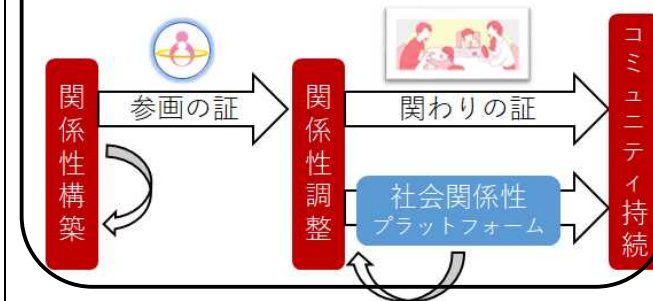 関係性構築
参画の証
関係性調整
関わりの証
社会関係性
プラットフォーム
コミュニティ持続